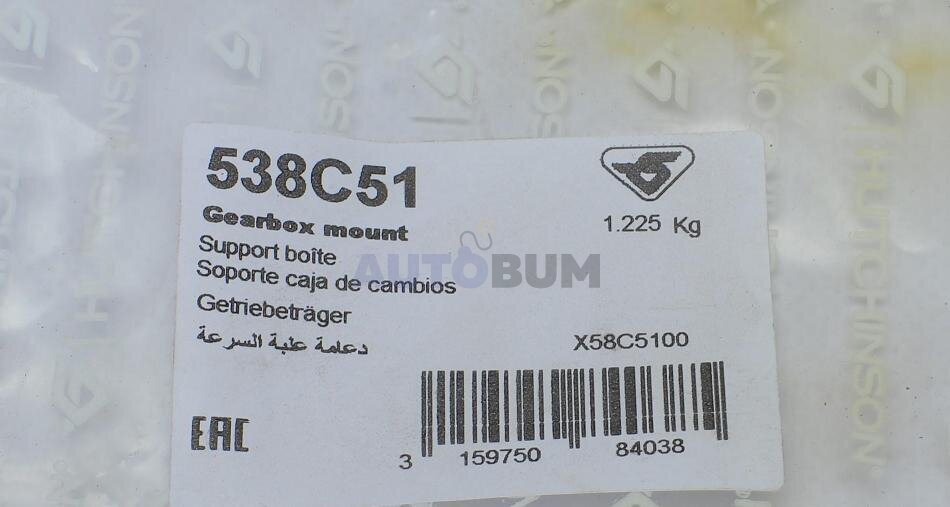 HUTCHINSON
HUTCHINSON
538C51
Gearbox mount
1.225 Kg
Support boîte
Soporte caja de cambios
AUTOBUM
Getriebeträger
دعامة علبة السرعة
X58C5100
EAC
3 159750 84038